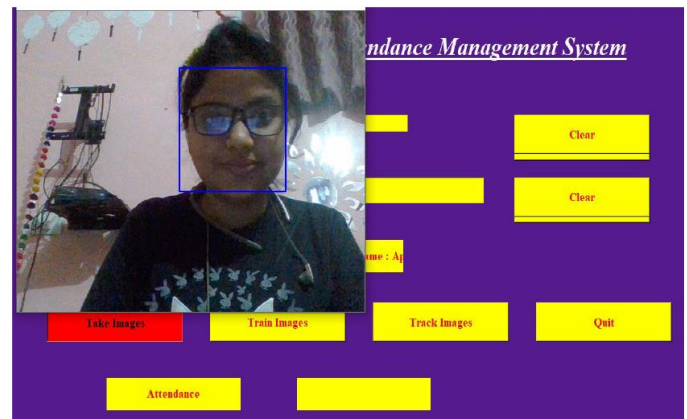 ndance Management System
Clear
Clear
ame : Ap
Take Images
Train Images
Track Images
Quit
Attendance